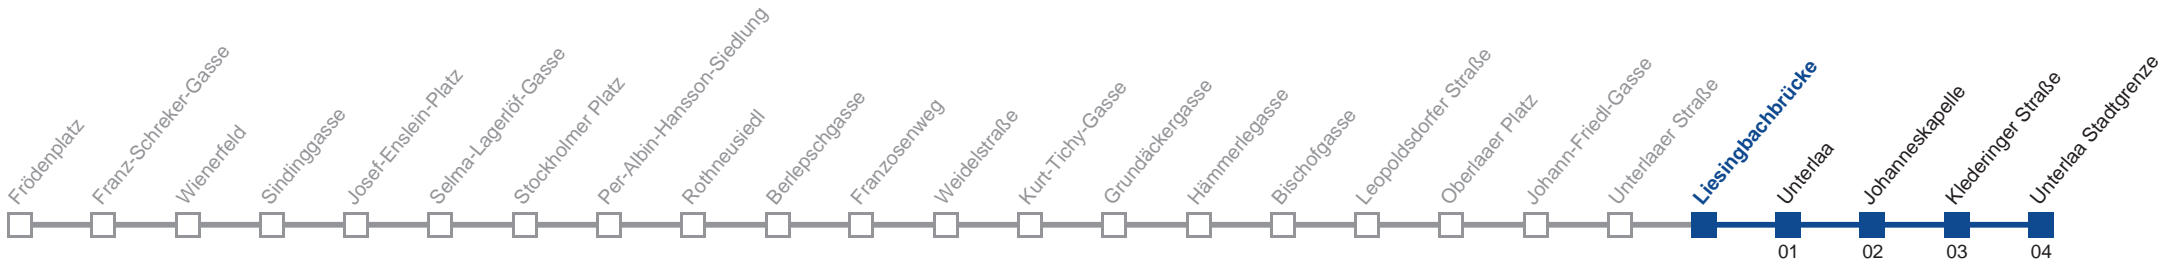 Frödenplatz
Franz-Schreker-Gasse
Wienerfeld
Sindinggasse
Josef-Enslein-Platz
Selma-Lagerlöf-Gasse
Stockholmer Platz
Per-Albin-Hansson-Siedlung
Rothneusiedl
Berlepschgasse
Franzosenweg
Weidelstraße
Kurt-Tichy-Gasse
Grundäckergasse
Hämmerlegasse
Bischofgasse
Leopoldsdorfer Straße
Oberlaaer Platz
Johann-Friedl-Gasse
Unterlaaer Straße
Liesingbachbrücke
Unterlaa
Johanneskapelle
Klederinger Straße
Unterlaa Stadtgrenze
01 02 03 04